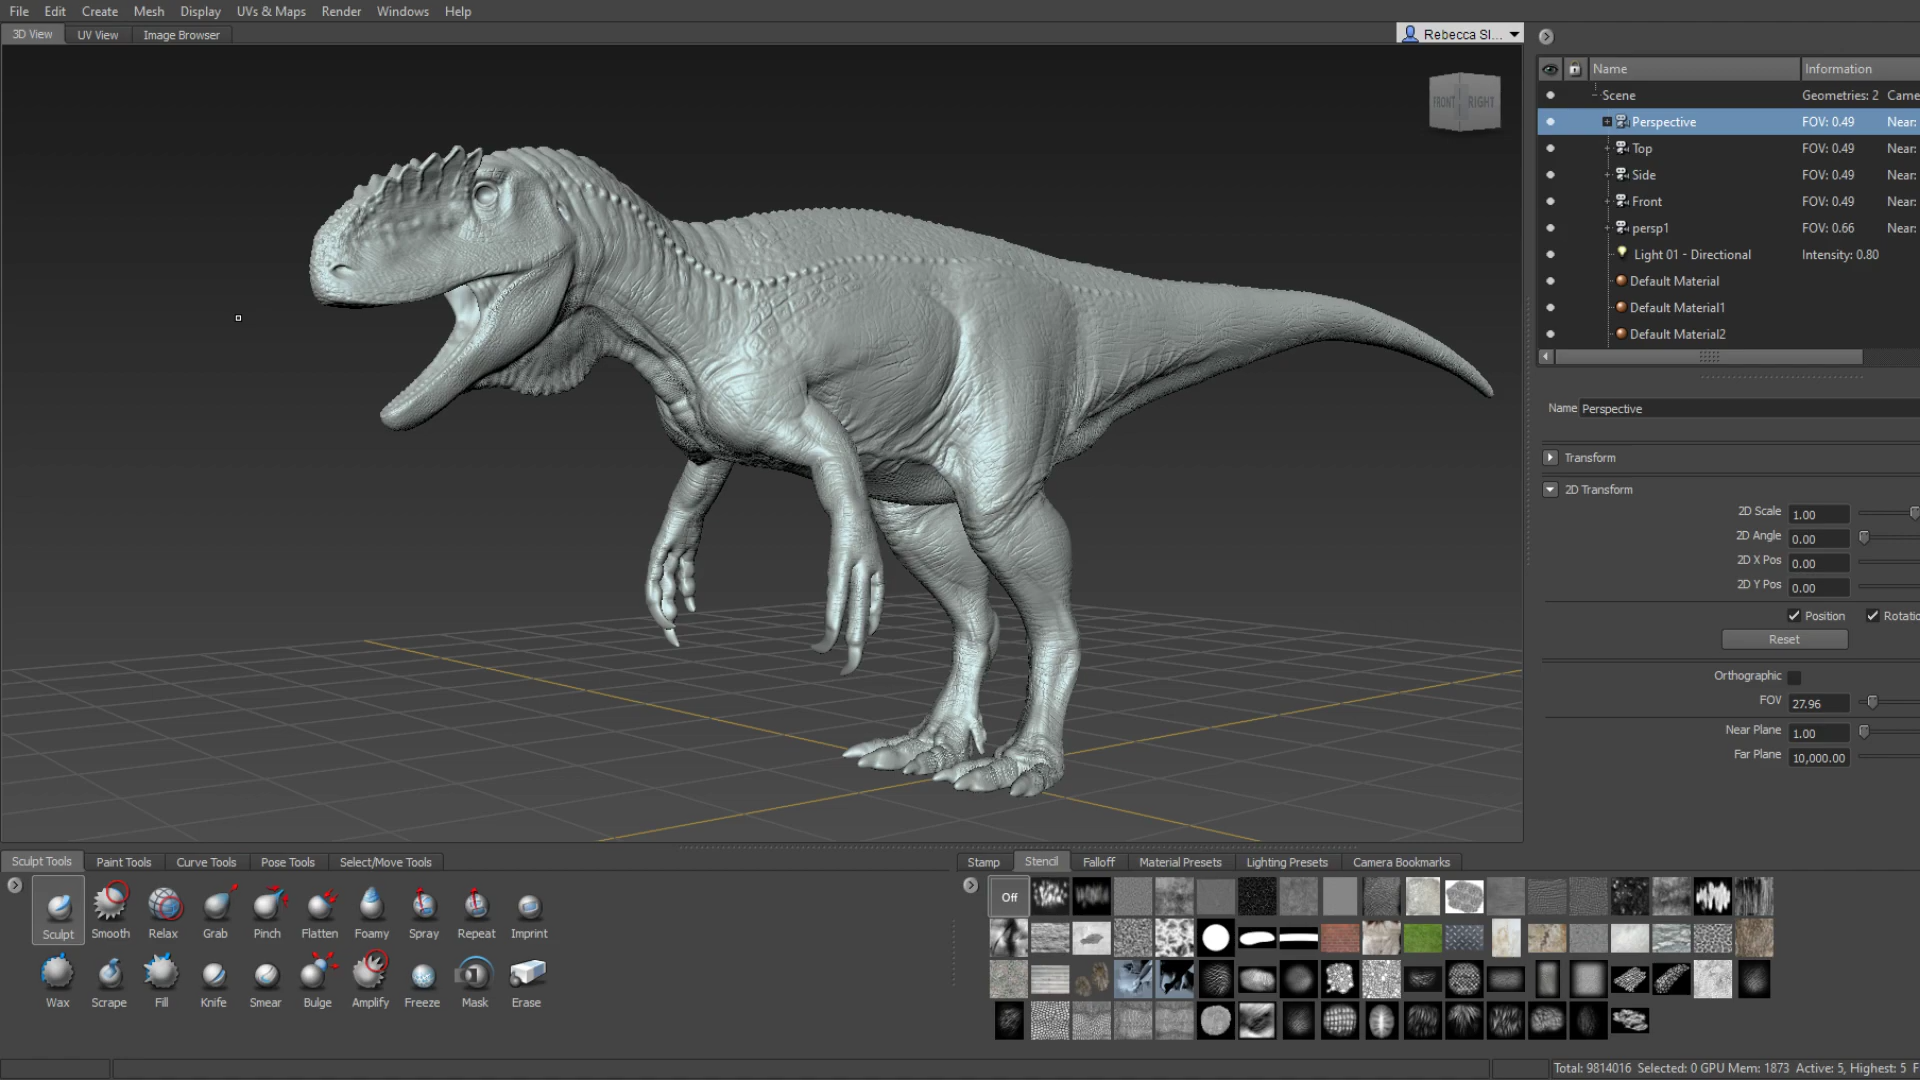 File Edit Create Mesh Display UVs & Maps Render Windows Help
3D View UV View Image Browser
Rebecca Sl...
FRONT RIGHT
Name Information
Scene Geometries: 2 Came
Perspective FOV: 0.49 Near:
Top FOV: 0.49 Near:
Side FOV: 0.49 Near:
Front FOV: 0.49 Near:
persp1 FOV: 0.66 Near:
Light 01 - Directional Intensity: 0.80
Default Material
Default Material1
Default Material2
Name Perspective
Transform
2D Transform
2D Scale 1.00
2D Angle 0.00
2D X Pos 0.00
2D Y Pos 0.00
Position Rotatio
Reset
Orthographic
FOV 27.96
Near Plane 1.00
Far Plane 10,000.00
Sculpt Tools Paint Tools Curve Tools Pose Tools Select/Move Tools
Sculpt Smooth Relax Grab Pinch Flatten Foamy Spray Repeat Imprint
Wax Scrape Fill Knife Smear Bulge Amplify Freeze Mask Erase
Stamp Stencil Falloff Material Presets Lighting Presets Camera Bookmarks
Off
Total: 9814016 Selected: 0 GPU Mem: 1873 Active: 5, Highest: 5 F